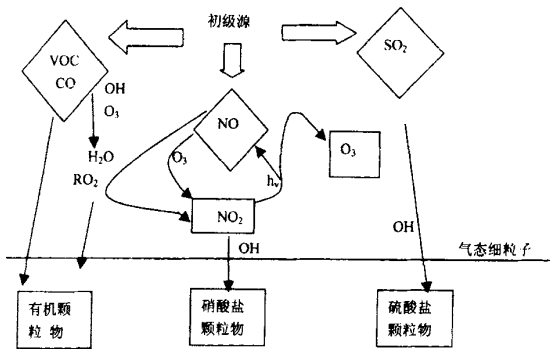 初级源
VOC
CO
SO2
OH
O3
NO
H2O
RO2
O3
hv
O3
NO2
OH
OH
气态细粒子
有机颗
粒 物
硝酸盐
颗粒物
硫酸盐
颗粒物